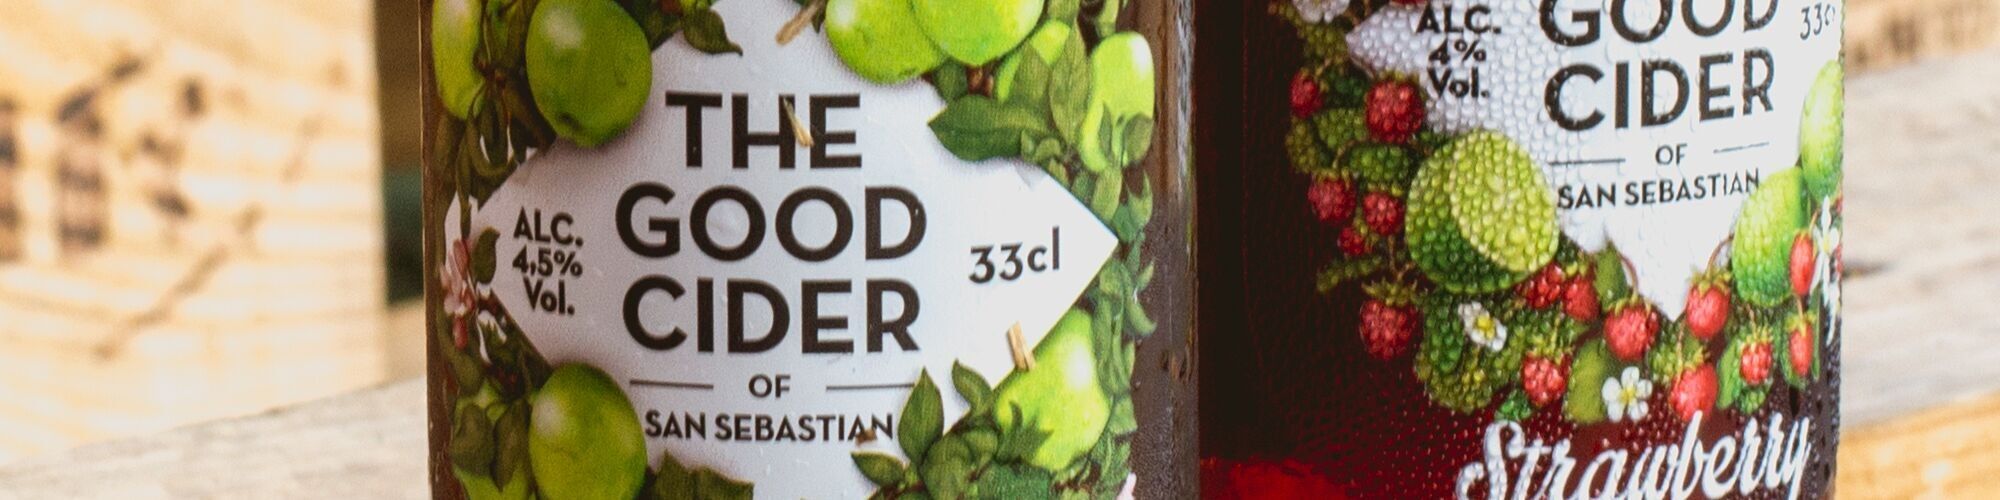 THE
GOOD
CIDER
OF
SAN SEBASTIAN
ALC.
4,5%
Vol.
33cl
GOOD
CIDER
OF
SAN SEBASTIAN
ALC.
4%
Vol.
33cl
Strawberry